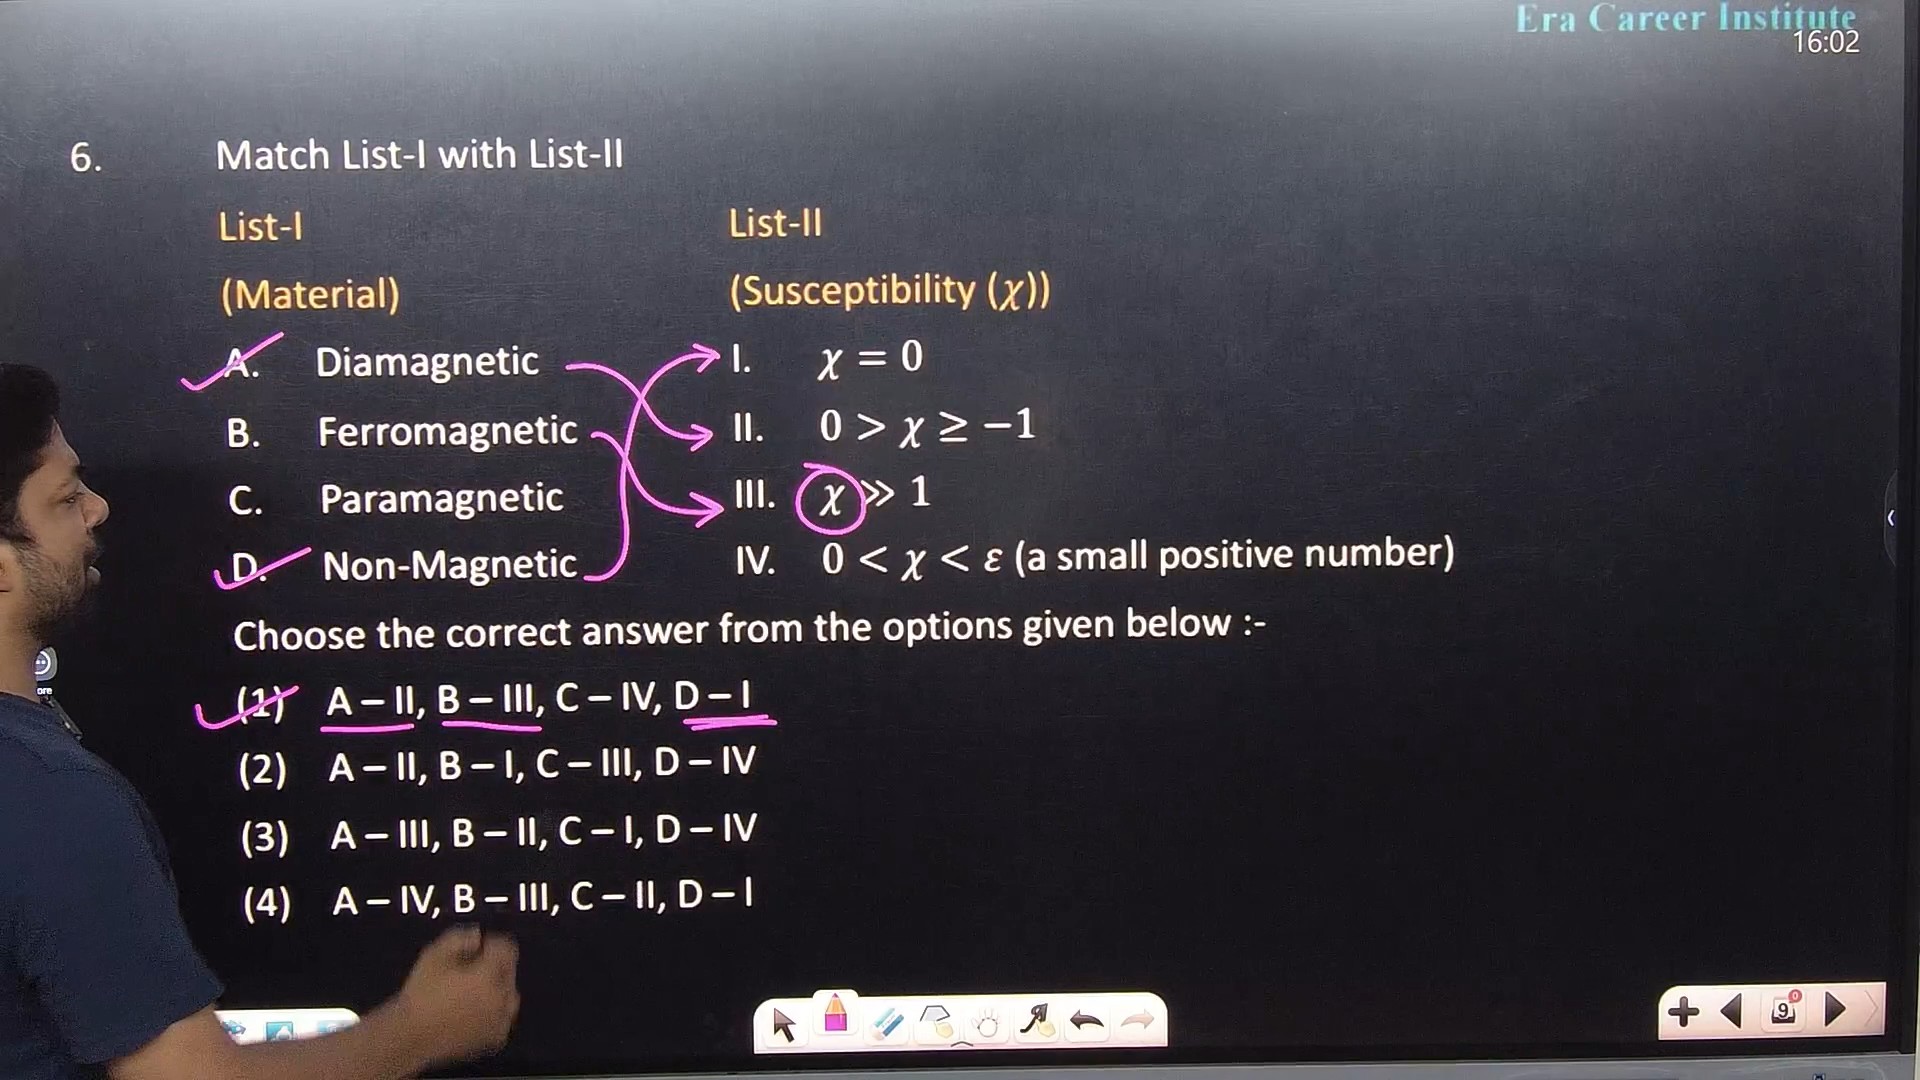 Era Career Institute
16:02
6. Match List-I with List-II
List-I List-II
(Material) (Susceptibility (χ))
A. Diamagnetic I. χ = 0
B. Ferromagnetic II. 0 > χ ≥ −1
C. Paramagnetic III. χ ≫ 1
D. Non-Magnetic IV. 0 < χ < ε (a small positive number)
Choose the correct answer from the options given below :-
(1) A – II, B – III, C – IV, D – I
(2) A – II, B – I, C – III, D – IV
(3) A – III, B – II, C – I, D – IV
(4) A – IV, B – III, C – II, D – I
ore
9
0